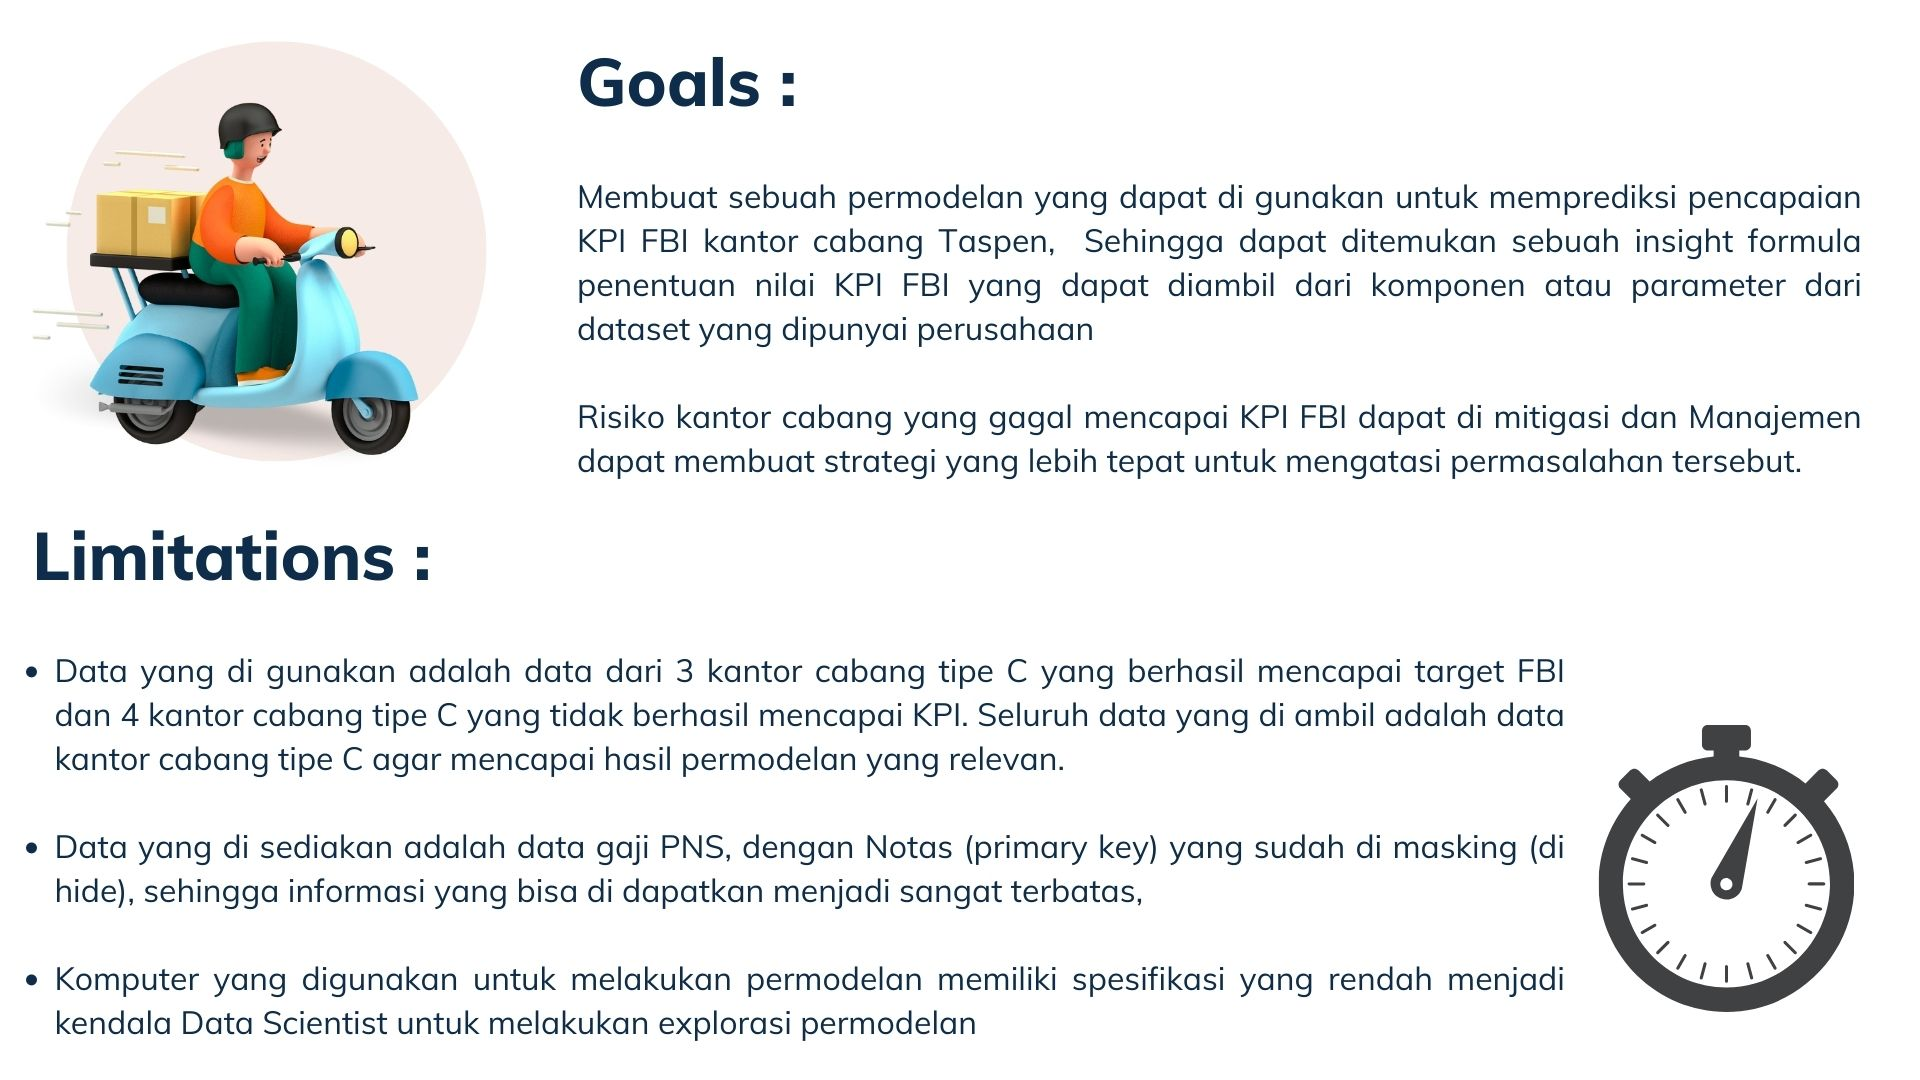 Goals :
Membuat sebuah permodelan yang dapat di gunakan untuk memprediksi pencapaian
KPI FBI kantor cabang Taspen,  Sehingga dapat ditemukan sebuah insight formula
penentuan nilai KPI FBI yang dapat diambil dari komponen atau parameter dari
dataset yang dipunyai perusahaan
Risiko kantor cabang yang gagal mencapai KPI FBI dapat di mitigasi dan Manajemen
dapat membuat strategi yang lebih tepat untuk mengatasi permasalahan tersebut.
Limitations :
• Data yang di gunakan adalah data dari 3 kantor cabang tipe C yang berhasil mencapai target FBI
dan 4 kantor cabang tipe C yang tidak berhasil mencapai KPI. Seluruh data yang di ambil adalah data
kantor cabang tipe C agar mencapai hasil permodelan yang relevan.
• Data yang di sediakan adalah data gaji PNS, dengan Notas (primary key) yang sudah di masking (di
hide), sehingga informasi yang bisa di dapatkan menjadi sangat terbatas,
• Komputer yang digunakan untuk melakukan permodelan memiliki spesifikasi yang rendah menjadi
kendala Data Scientist untuk melakukan explorasi permodelan